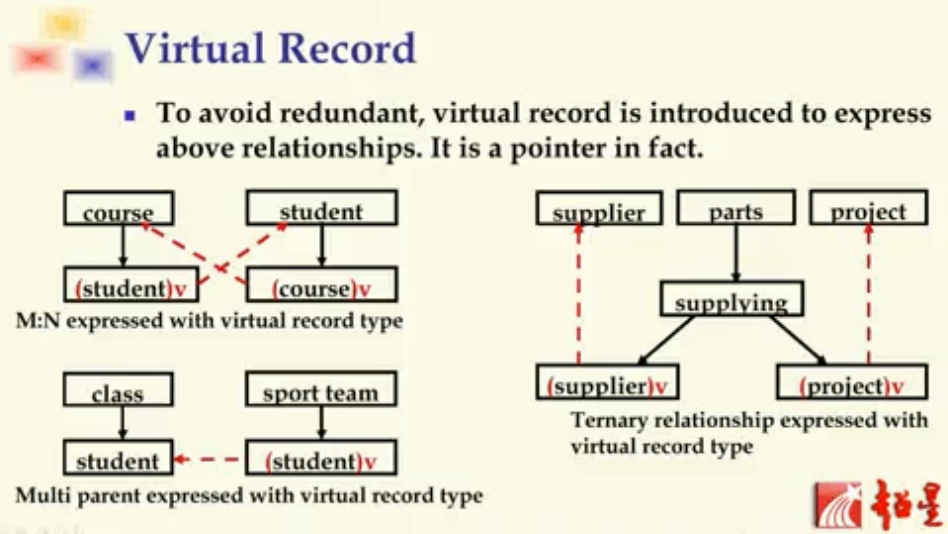 Virtual Record
To avoid redundant, virtual record is introduced to express
above relationships. It is a pointer in fact.
course
student
(student)v
(course)v
M:N expressed with virtual record type
class
sport team
student
(student)v
Multi parent expressed with virtual record type
supplier
parts
project
supplying
(supplier)v
(project)v
Ternary relationship expressed with
virtual record type
超星